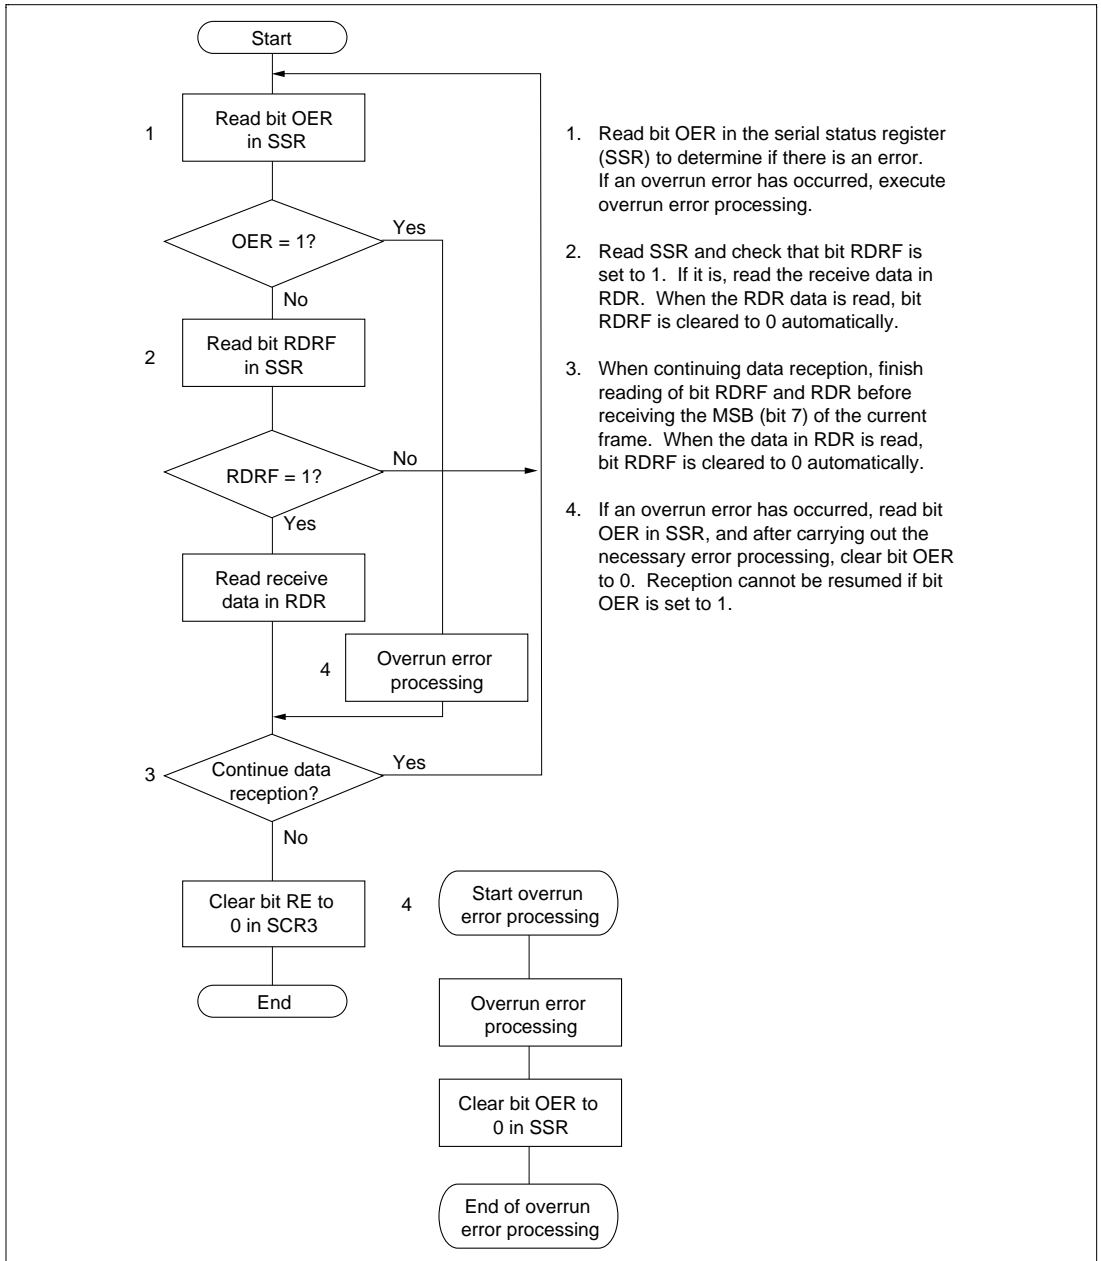 Start
1
Read bit OER
in SSR
OER = 1?
Yes
No
2
Read bit RDRF
in SSR
RDRF = 1?
No
Yes
Read receive
data in RDR
4
Overrun error
processing
3
Continue data
reception?
Yes
No
Clear bit RE to
0 in SCR3
End
4
Start overrun
error processing
Overrun error
processing
Clear bit OER to
0 in SSR
End of overrun
error processing
1. Read bit OER in the serial status register
(SSR) to determine if there is an error.
If an overrun error has occurred, execute
overrun error processing.
2. Read SSR and check that bit RDRF is
set to 1. If it is, read the receive data in
RDR. When the RDR data is read, bit
RDRF is cleared to 0 automatically.
3. When continuing data reception, finish
reading of bit RDRF and RDR before
receiving the MSB (bit 7) of the current
frame. When the data in RDR is read,
bit RDRF is cleared to 0 automatically.
4. If an overrun error has occurred, read bit
OER in SSR, and after carrying out the
necessary error processing, clear bit OER
to 0. Reception cannot be resumed if bit
OER is set to 1.